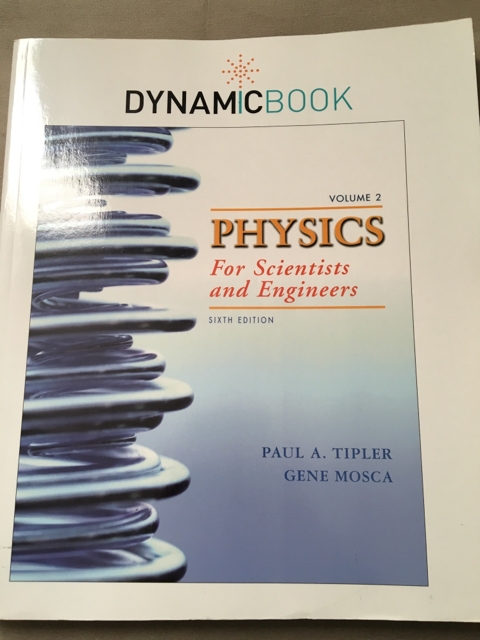 DYNAMICBOOK
VOLUME 2
PHYSICS
For Scientists
and Engineers
SIXTH EDITION
PAUL A. TIPLER
GENE MOSCA